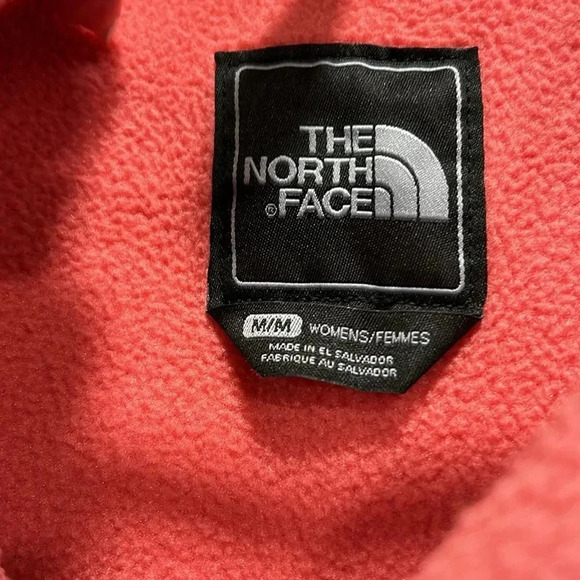 THE
NORTH
®FACE
M/M WOMENS/FEMMES
MADE IN EL SALVADOR
FABRIQUE AU SALVADOR